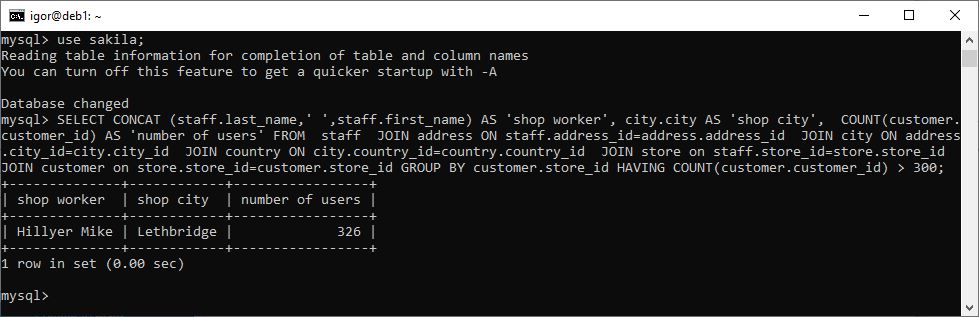 igor@deb1: ~
mysql> use sakila;
Reading table information for completion of table and column names
You can turn off this feature to get a quicker startup with -A

Database changed
mysql> SELECT CONCAT (staff.last_name,' ',staff.first_name) AS 'shop worker', city.city AS 'shop city',  COUNT(customer.
customer_id) AS 'number of users' FROM  staff  JOIN address ON staff.address_id=address.address_id  JOIN city ON address
.city_id=city.city_id  JOIN country ON city.country_id=country.country_id  JOIN store on staff.store_id=store.store_id
JOIN customer on store.store_id=customer.store_id GROUP BY customer.store_id HAVING COUNT(customer.customer_id) > 300;
+--------------+------------+-----------------+
| shop worker  | shop city  | number of users |
+--------------+------------+-----------------+
| Hillyer Mike | Lethbridge |             326 |
+--------------+------------+-----------------+
1 row in set (0.00 sec)

mysql>